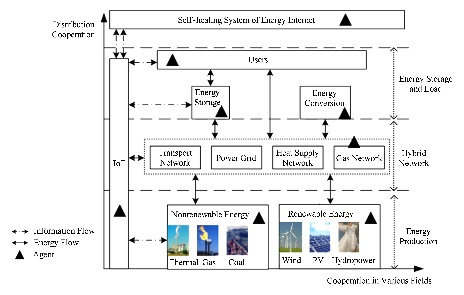 Distribution
Cooperation
Self-healing System of Energy Internet
Users
Energy
Storage
Energy
Conversion
Energy Storage
and Load
IoT
Transport
Network
Power Grid
Heat Supply
Network
Gas Network
Hybrid
Network
Nonrenewable Energy
Thermal Gas Coal
Renewable Energy
Wind PV Hydropower
Energy
Production
Information Flow
Energy Flow
Agent
Cooperation in Various Fields